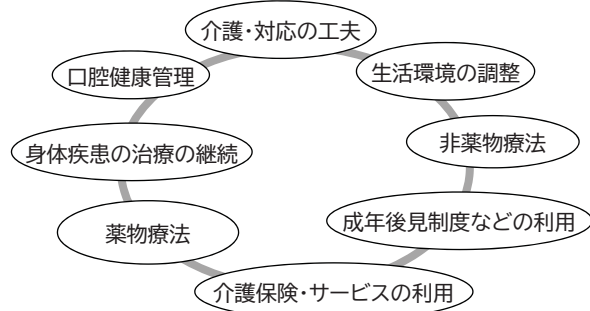 介護・対応の工夫
口腔健康管理
生活環境の調整
身体疾患の治療の継続
非薬物療法
薬物療法
成年後見制度などの利用
介護保険・サービスの利用